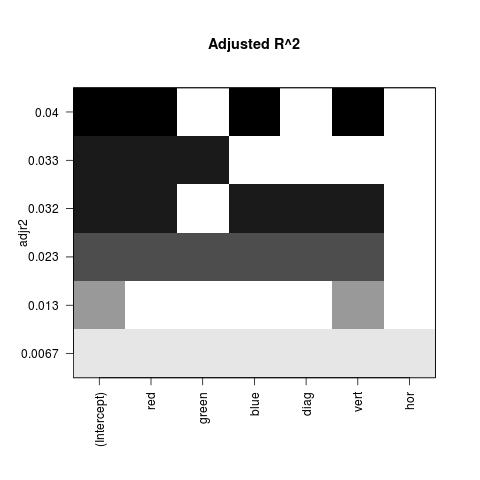 Adjusted R^2
adjr2
0.04
0.033
0.032
0.023
0.013
0.0067
(Intercept)
red
green
blue
diag
vert
hor